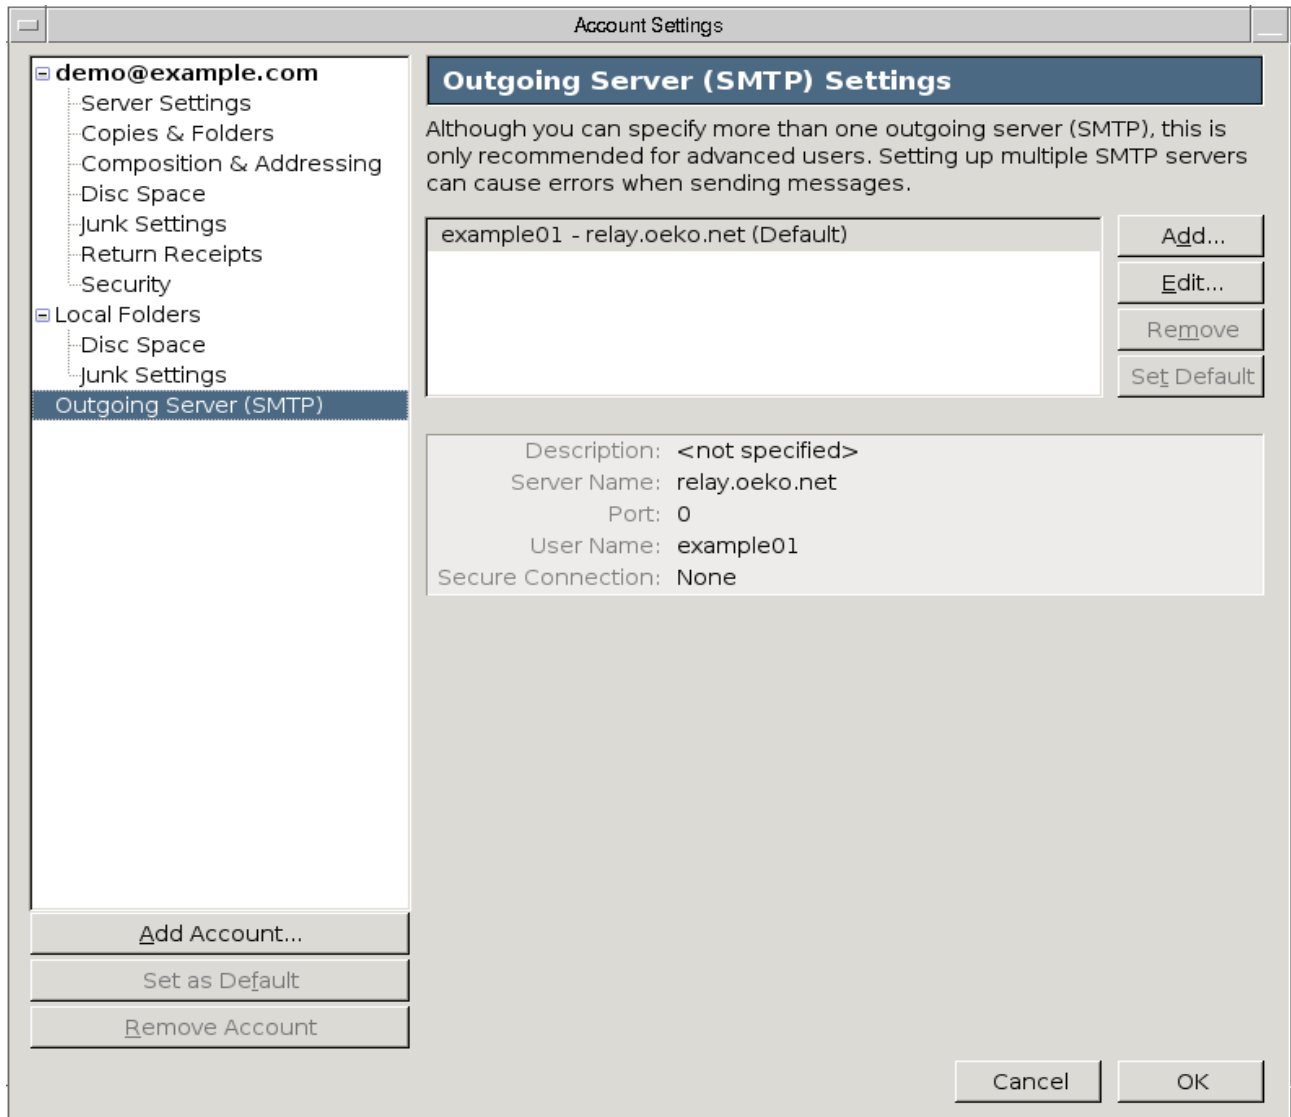 Account Settings
demo@example.com
Server Settings
Copies & Folders
Composition & Addressing
Disc Space
Junk Settings
Return Receipts
Security
Local Folders
Disc Space
Junk Settings
Outgoing Server (SMTP)
Add Account...
Set as Default
Remove Account
Outgoing Server (SMTP) Settings
Although you can specify more than one outgoing server (SMTP), this is
only recommended for advanced users. Setting up multiple SMTP servers
can cause errors when sending messages.
example01 - relay.oeko.net (Default)
Add...
Edit...
Remove
Set Default
Description: <not specified>
Server Name: relay.oeko.net
Port: 0
User Name: example01
Secure Connection: None
Cancel
OK